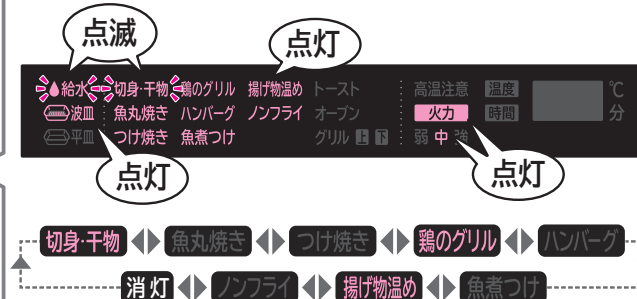 点滅
点灯
給水 切身・干物 鶏のグリル 揚げ物温め トースト 高温注意 温度 ℃
波皿 魚丸焼き ハンバーグ ノンフライ オーブン 火力 時間 分
平皿 つけ焼き 魚煮つけ グリル 上 下 弱 中 強
点灯
点灯
切身・干物 魚丸焼き つけ焼き 鶏のグリル ハンバーグ
消灯 ノンフライ 揚げ物温め 魚煮つけ